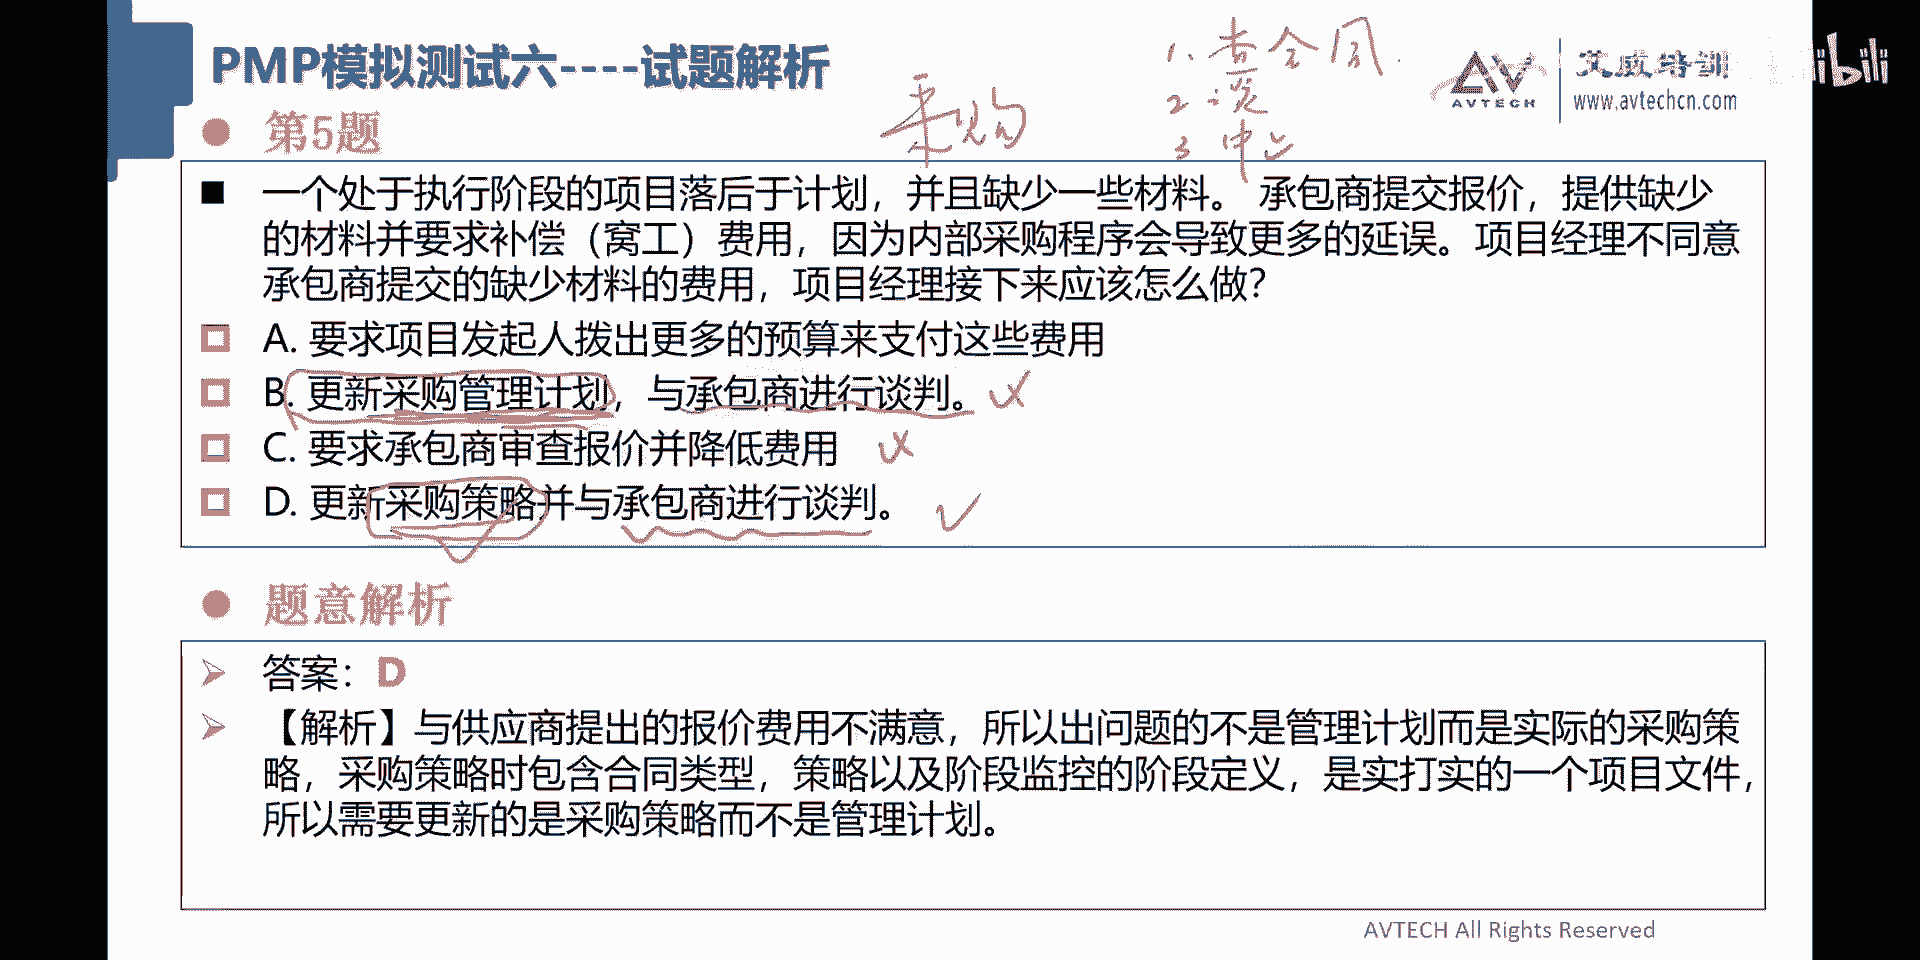 PMP模拟测试六----试题解析
采购
1. 查合同
2 谈
3 申
艾威培训
AVTECH
www.avtechcn.com
bilibili
第5题
一个处于执行阶段的项目落后于计划，并且缺少一些材料。 承包商提交报价，提供缺少
的材料并要求补偿（窝工）费用，因为内部采购程序会导致更多的延误。项目经理不同意
承包商提交的缺少材料的费用，项目经理接下来应该怎么做？
A. 要求项目发起人拨出更多的预算来支付这些费用
B. 更新采购管理计划，与承包商进行谈判。
C. 要求承包商审查报价并降低费用
D. 更新采购策略并与承包商进行谈判。
题意解析
答案：D
【解析】与供应商提出的报价费用不满意，所以出问题的不是管理计划而是实际的采购策
略，采购策略时包含合同类型，策略以及阶段监控的阶段定义，是实打实的一个项目文件，
所以需要更新的是采购策略而不是管理计划。
AVTECH All Rights Reserved